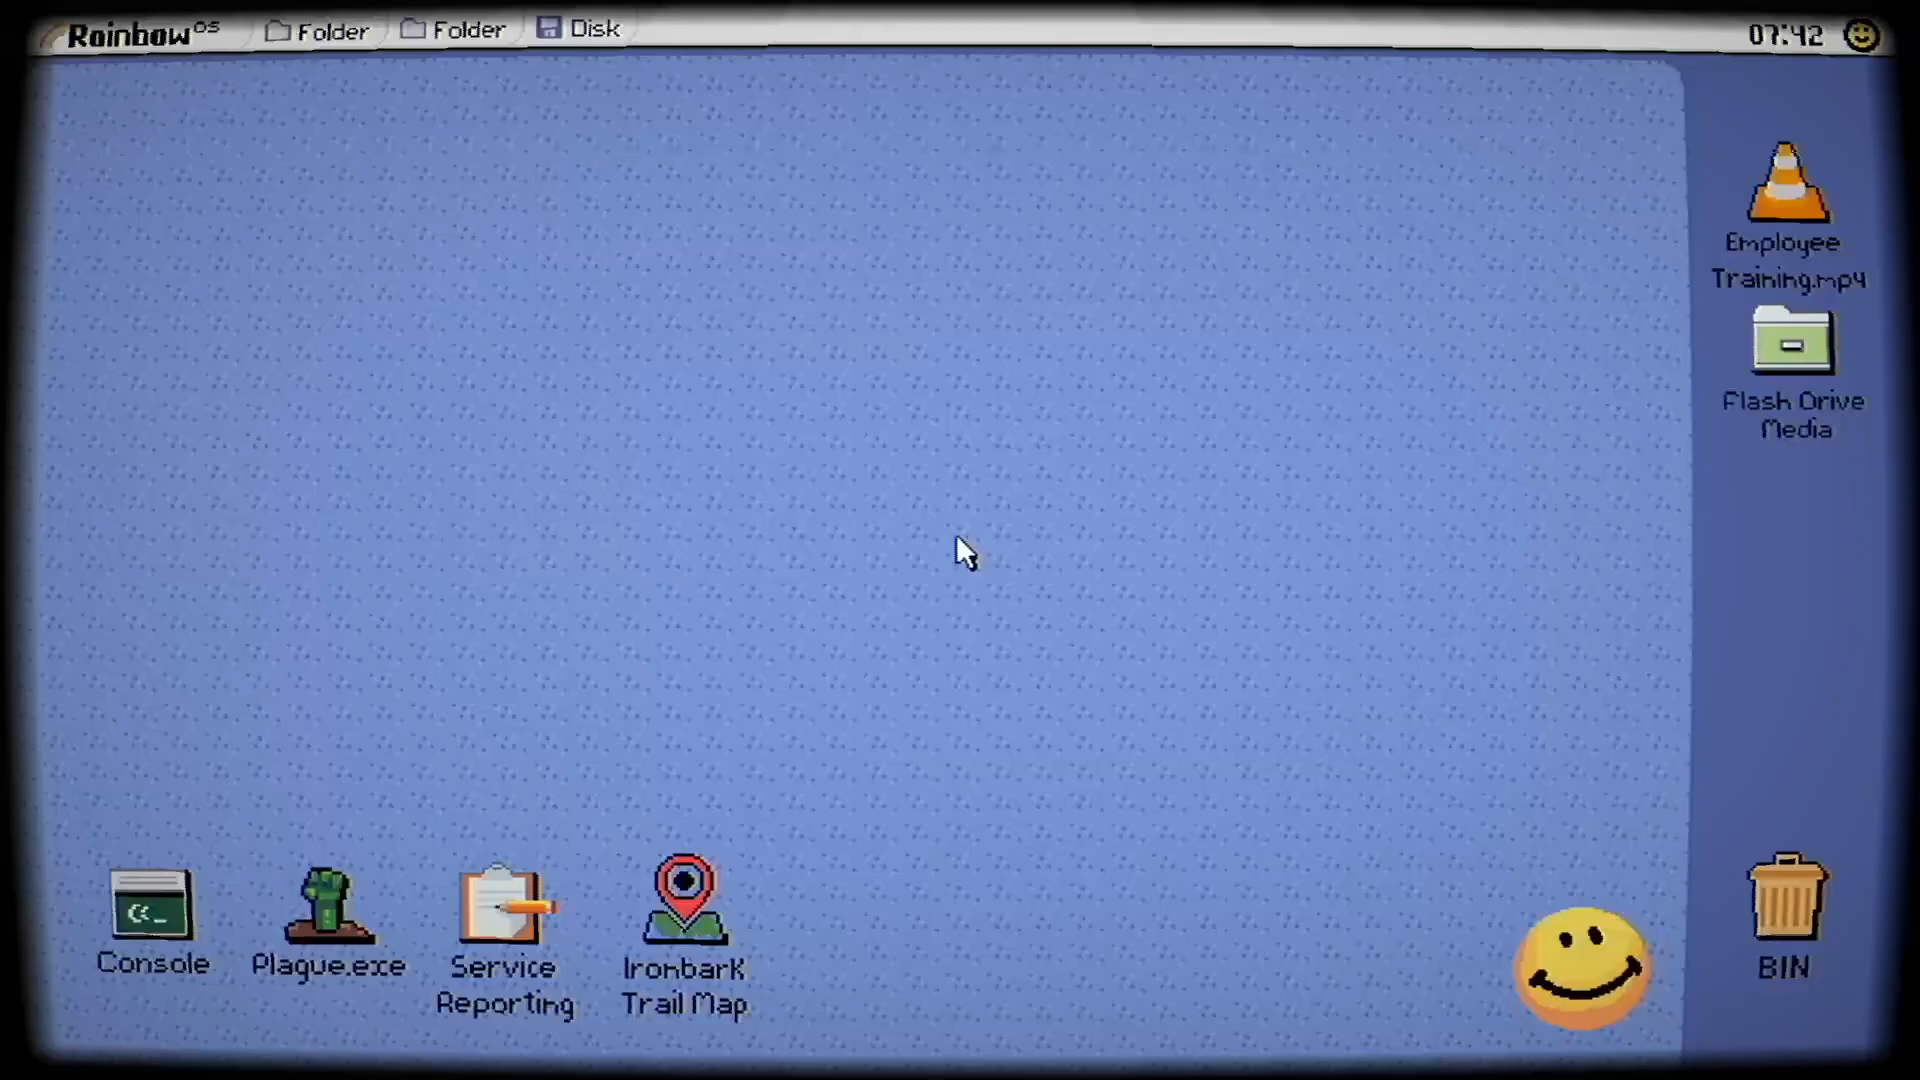 Rainbow OS
Folder
Folder
Disk
07:42
Employee
Training.mp4
Flash Drive
Media
Console
Plague.exe
Service
Reporting
Ironbark
Trail Map
BIN